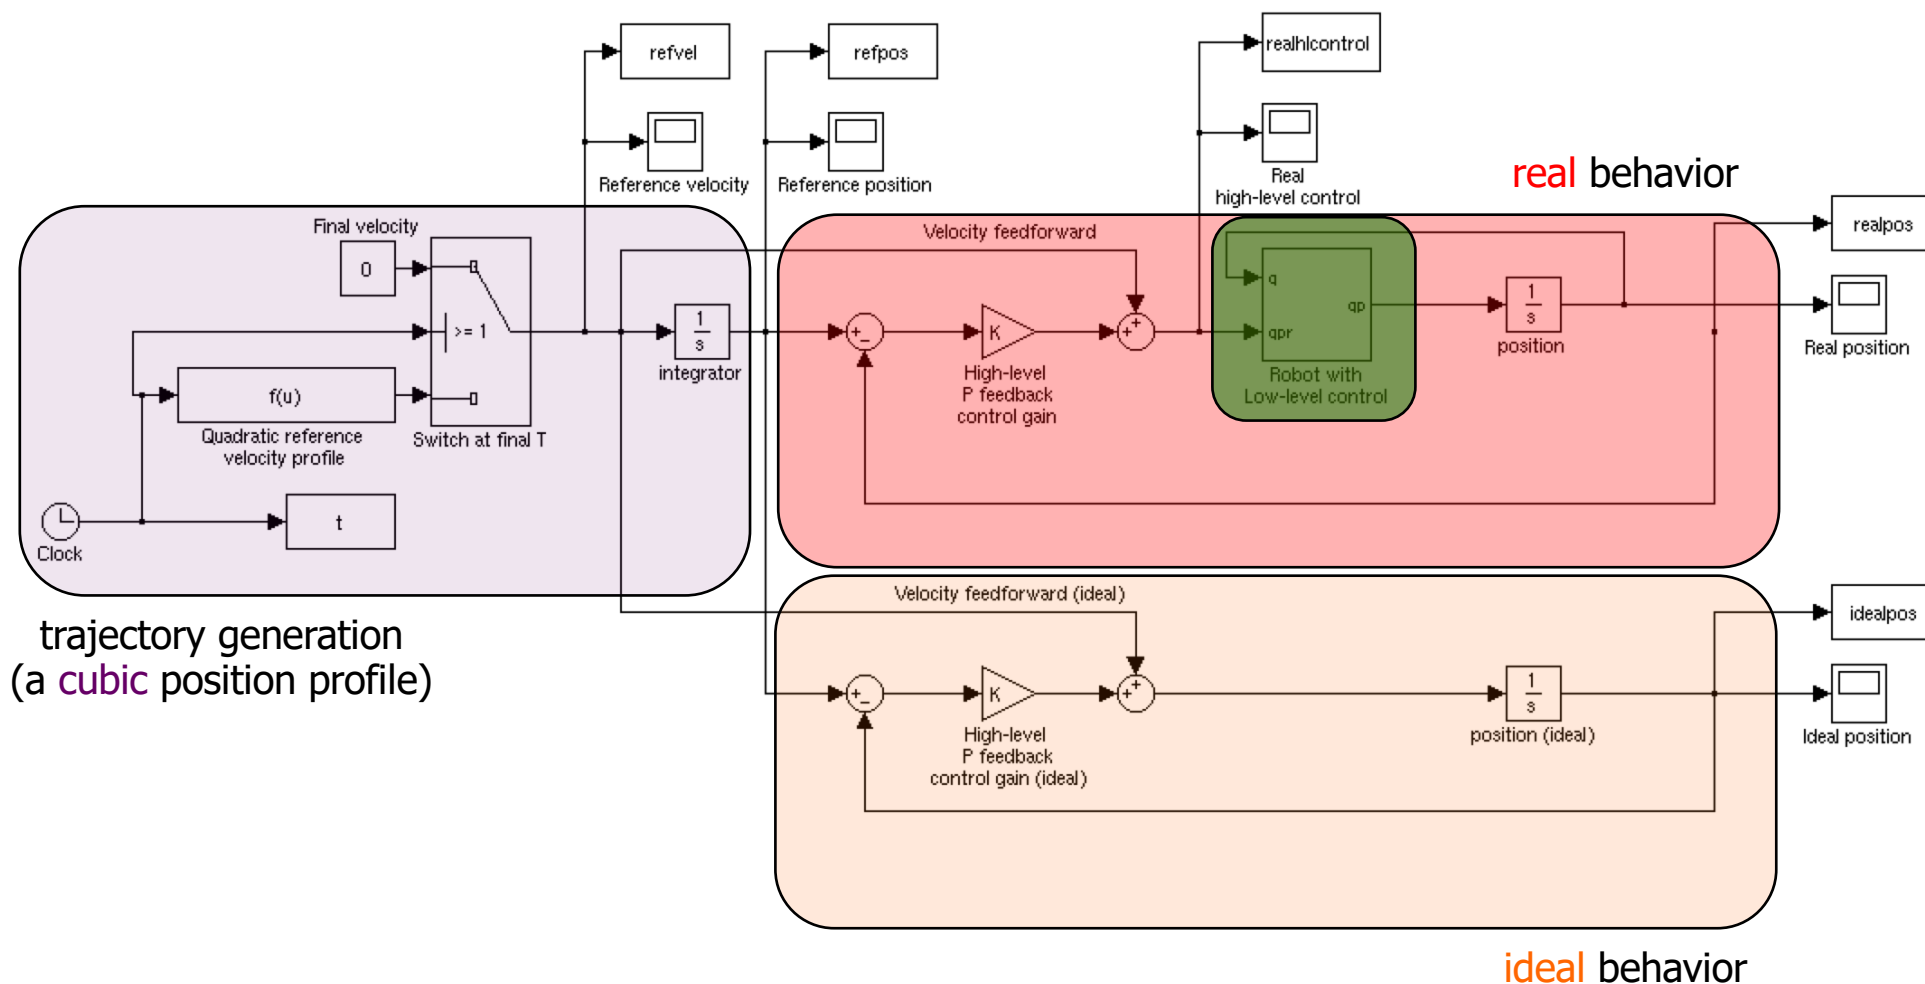 refvel
refpos
realhlcontrol
Reference velocity
Reference position
Real
high-level control
real behavior
Final velocity
0
>= 1
f(u)
Quadratic reference
velocity profile
Switch at final T
Clock
t
1
s
integrator
Velocity feedforward
+
−
K
High-level
P feedback
control gain
+
+
q
qp
qpr
Robot with
Low-level control
1
s
position
realpos
Real position
trajectory generation
(a cubic position profile)
Velocity feedforward (ideal)
+
−
K
High-level
P feedback
control gain (ideal)
+
+
1
s
position (ideal)
idealpos
Ideal position
ideal behavior